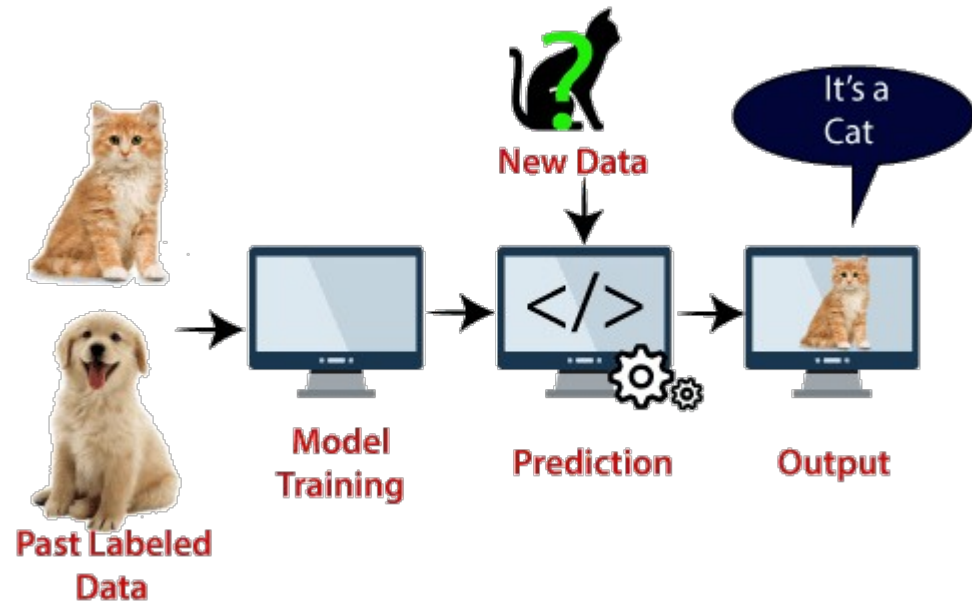 ?
New Data
It's a
Cat
</>
Model
Training
Prediction
Output
Past Labeled
Data